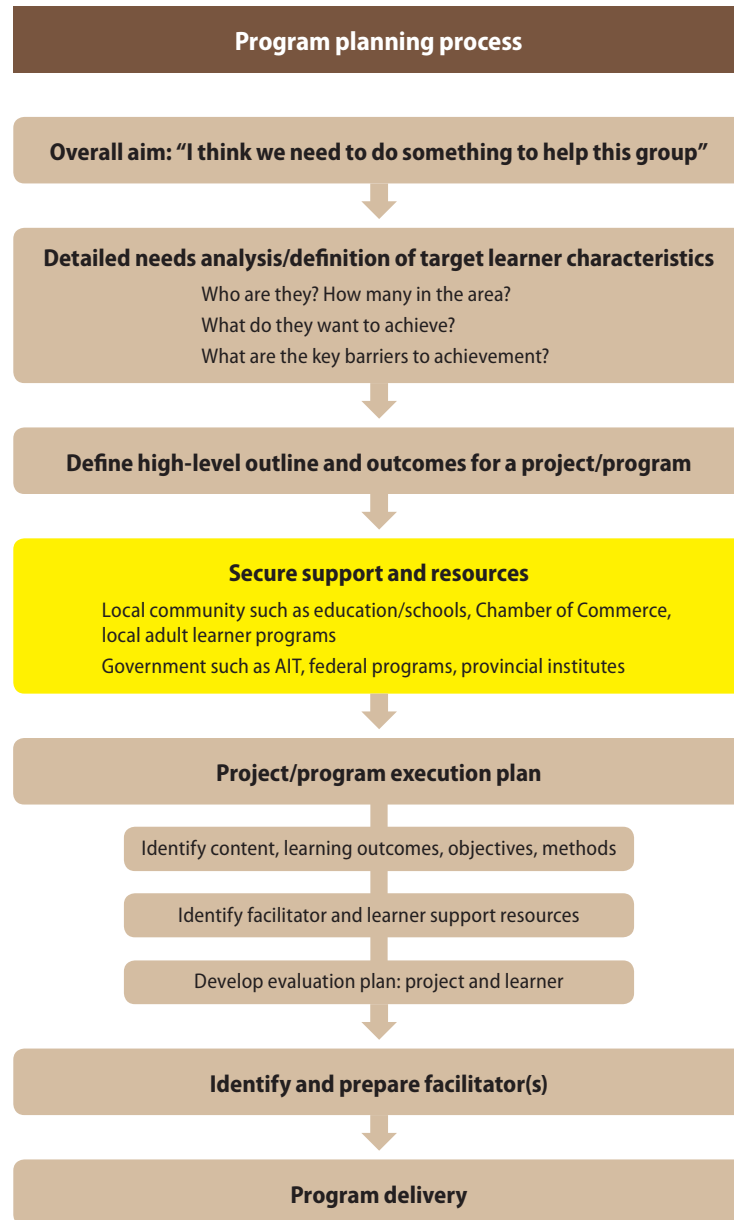 Program planning process
Overall aim: “I think we need to do something to help this group”
Detailed needs analysis/definition of target learner characteristics
Who are they? How many in the area?
What do they want to achieve?
What are the key barriers to achievement?
Define high-level outline and outcomes for a project/program
Secure support and resources
Local community such as education/schools, Chamber of Commerce,
local adult learner programs
Government such as AIT, federal programs, provincial institutes
Project/program execution plan
Identify content, learning outcomes, objectives, methods
Identify facilitator and learner support resources
Develop evaluation plan: project and learner
Identify and prepare facilitator(s)
Program delivery